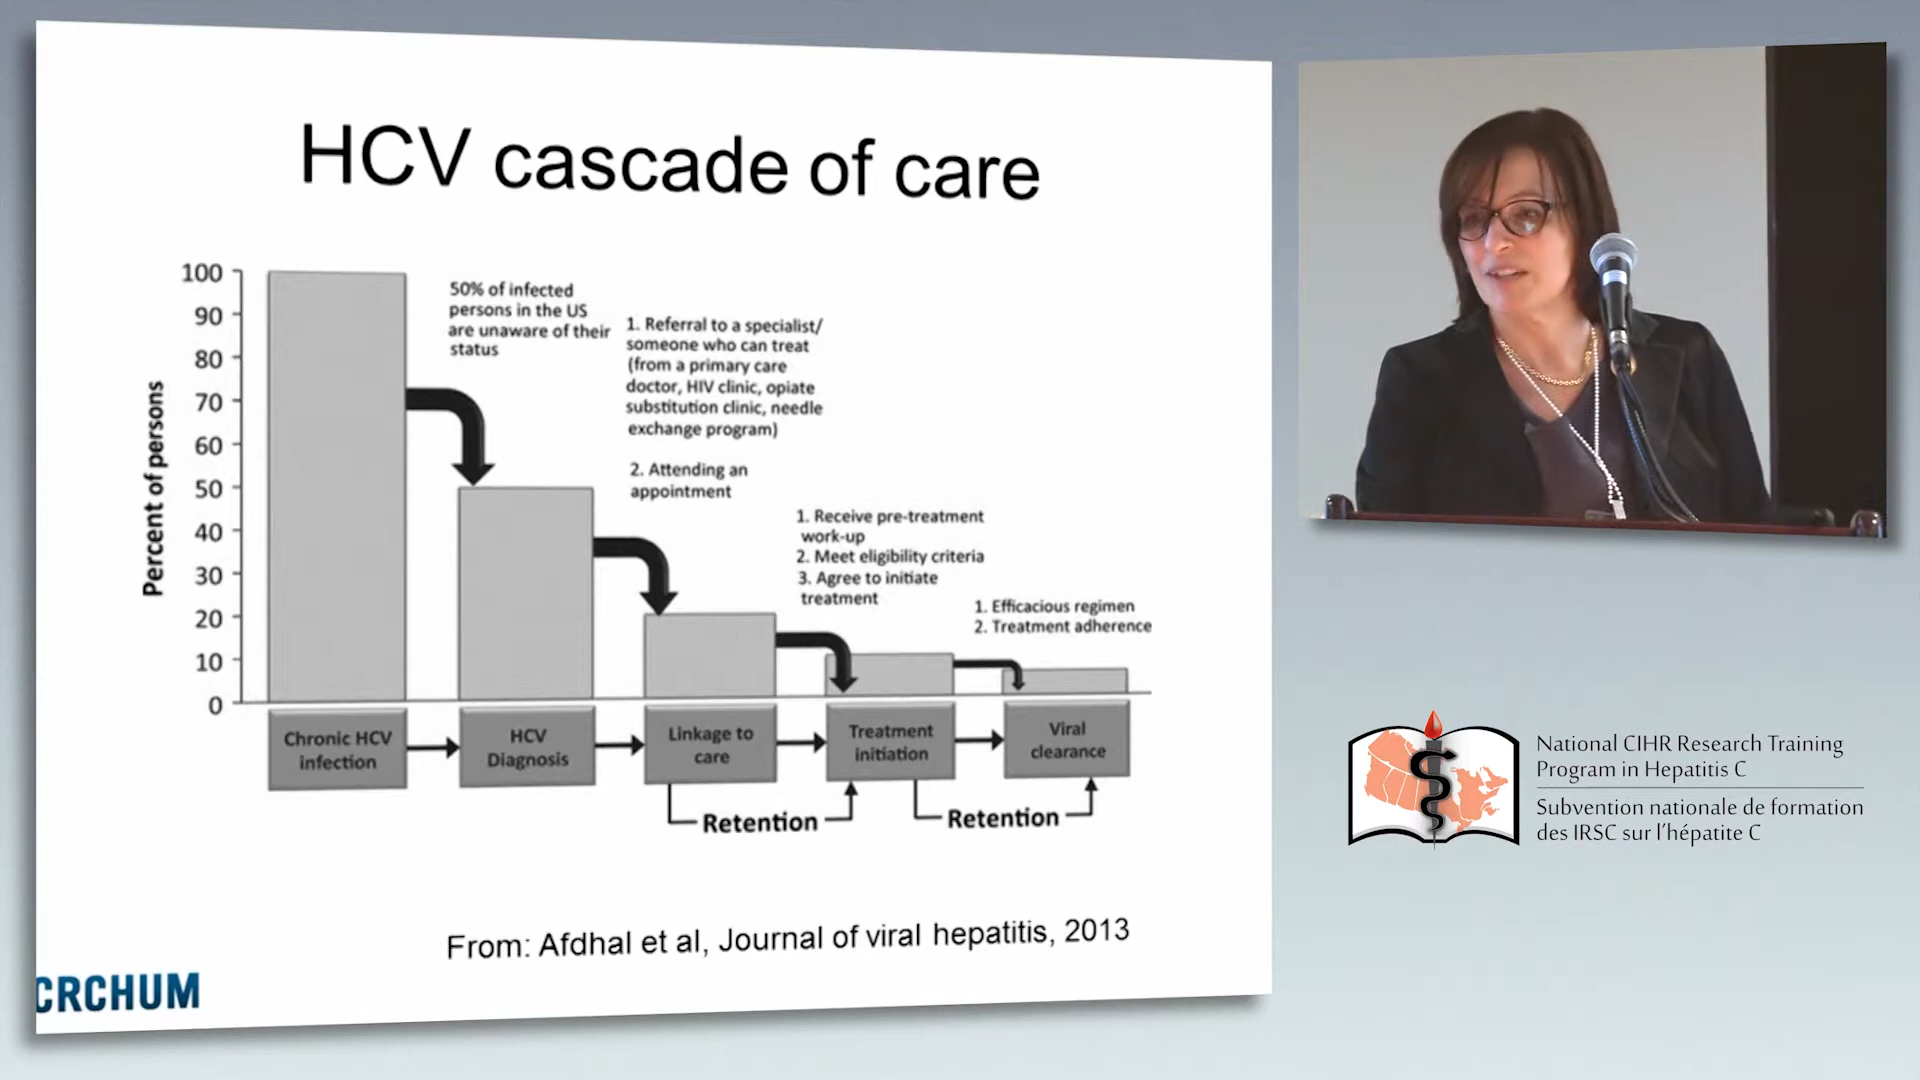 HCV cascade of care
100
90
80
70
60
50
40
30
20
10
0
Percent of persons
50% of infected
persons in the US
are unaware of their
status
1. Referral to a specialist/
someone who can treat
(from a primary care
doctor, HIV clinic, opiate
substitution clinic, needle
exchange program)
2. Attending an
appointment
1. Receive pre-treatment
work-up
2. Meet eligibility criteria
3. Agree to initiate
treatment
1. Efficacious regimen
2. Treatment adherence
Chronic HCV
infection
HCV
Diagnosis
Linkage to
care
Treatment
initiation
Viral
clearance
Retention
Retention
From: Afdhal et al, Journal of viral hepatitis, 2013
CRCHUM
National CIHR Research Training
Program in Hepatitis C
Subvention nationale de formation
des IRSC sur l'hépatite C